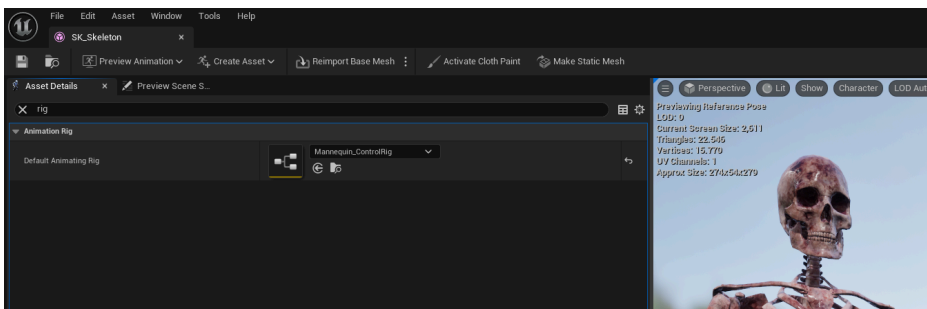 File Edit Asset Window Tools Help
SK_Skeleton
Preview Animation Create Asset Reimport Base Mesh Activate Cloth Paint Make Static Mesh
Asset Details Preview Scene S...
rig
Animation Rig
Default Animating Rig
Mannequin_ControlRig
Perspective Lit Show Character LOD Aut
Previewing Reference Pose
LOD: 0
Current Screen Size: 2,511
Triangles: 22.546
Vertices: 15.779
UV Channels: 1
Approx Size: 274x54x279